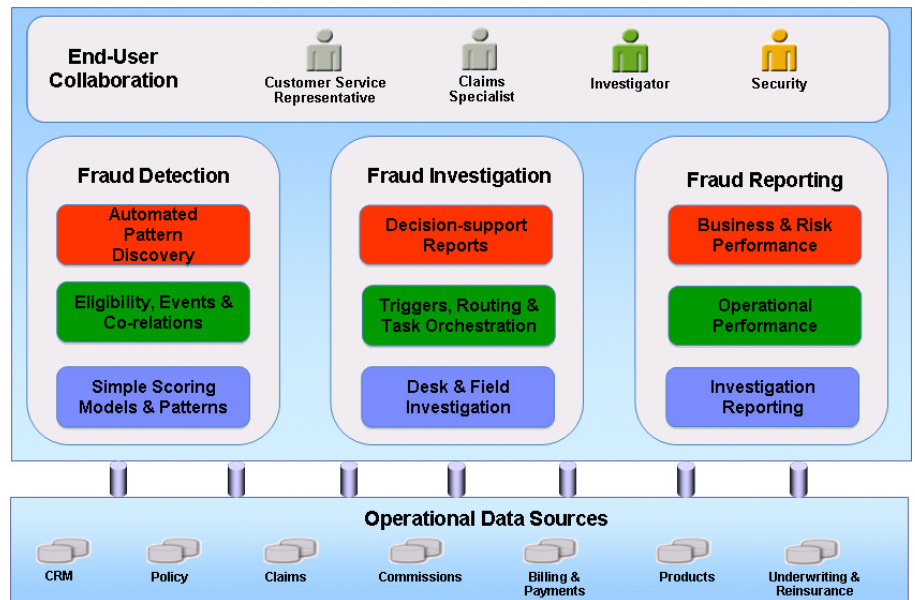 End-User
Collaboration
Customer Service
Representative
Claims
Specialist
Investigator
Security
Fraud Detection
Automated
Pattern
Discovery
Eligibility, Events &
Co-relations
Simple Scoring
Models & Patterns
Fraud Investigation
Decision-support
Reports
Triggers, Routing &
Task Orchestration
Desk & Field
Investigation
Fraud Reporting
Business & Risk
Performance
Operational
Performance
Investigation
Reporting
Operational Data Sources
CRM
Policy
Claims
Commissions
Billing &
Payments
Products
Underwriting &
Reinsurance